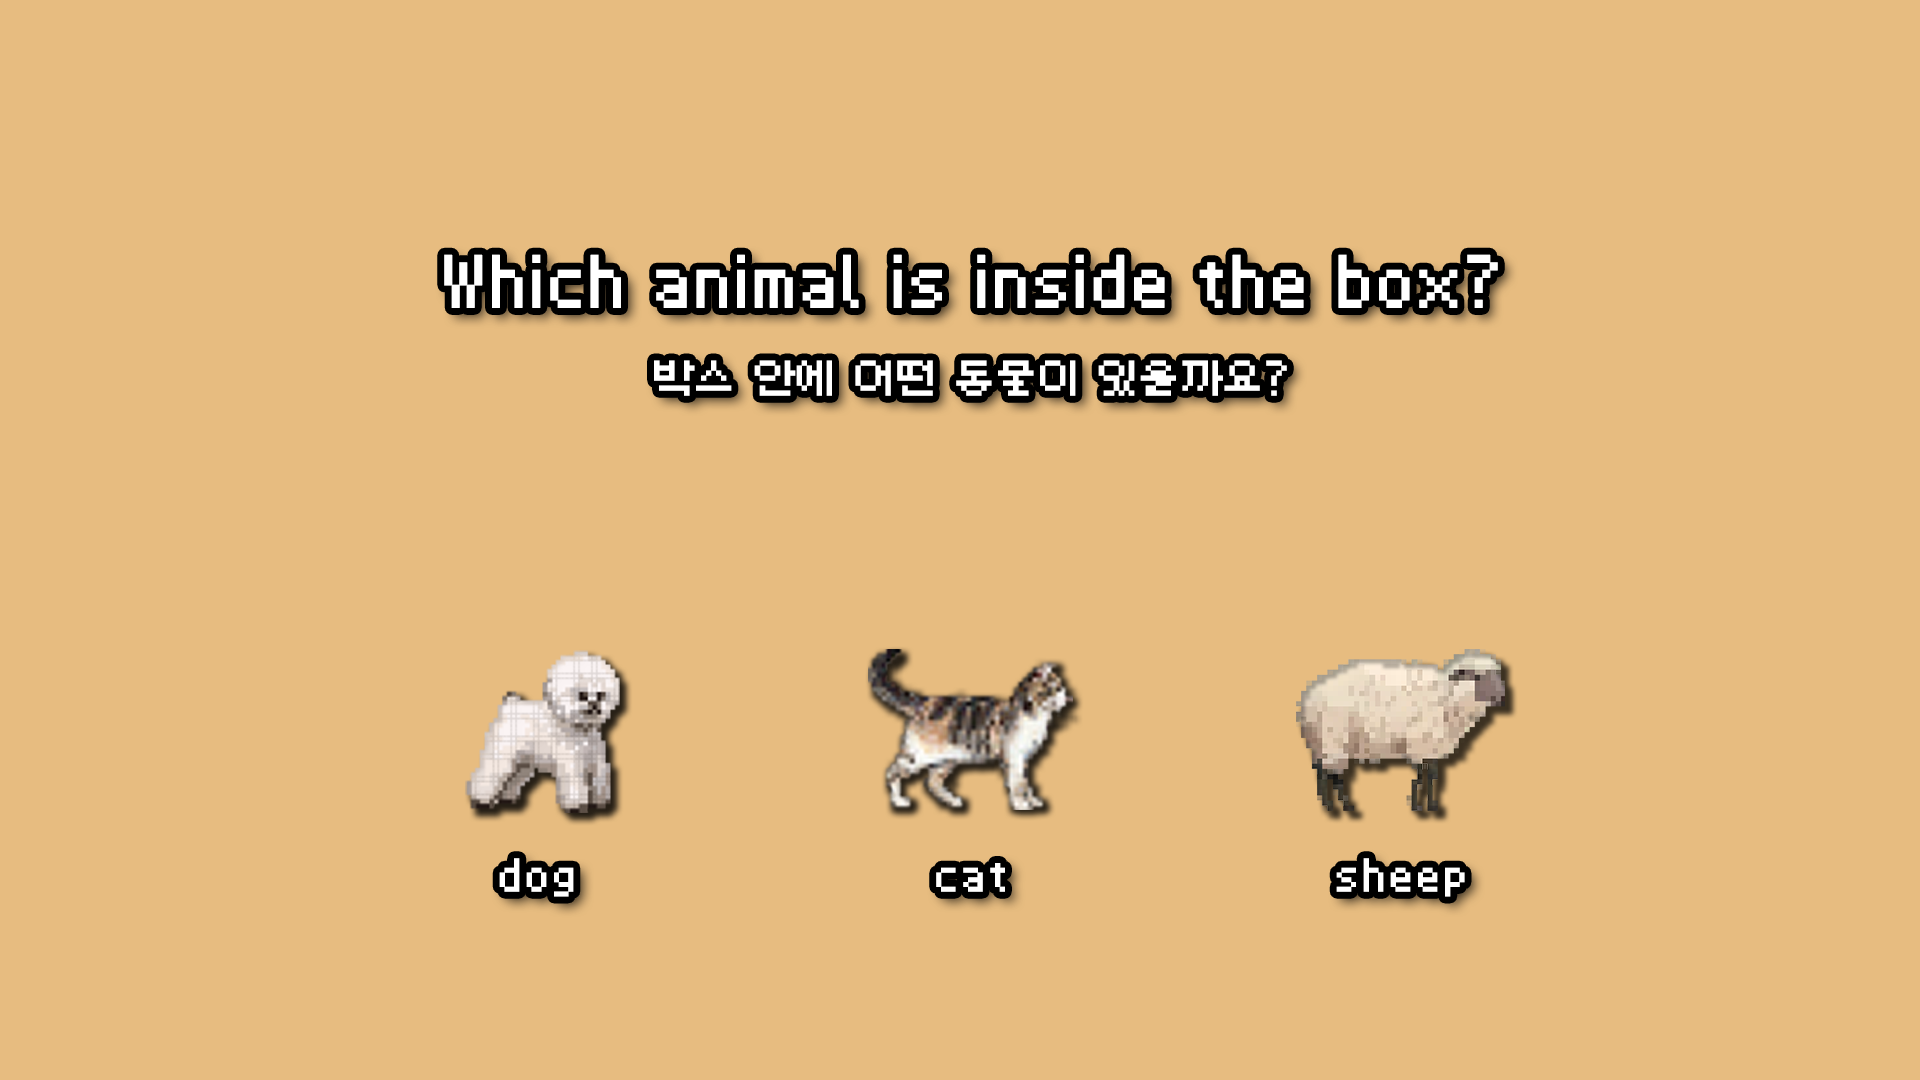 Which animal is inside the box?
박스 안에 어떤 동물이 있을까요?
dog cat sheep